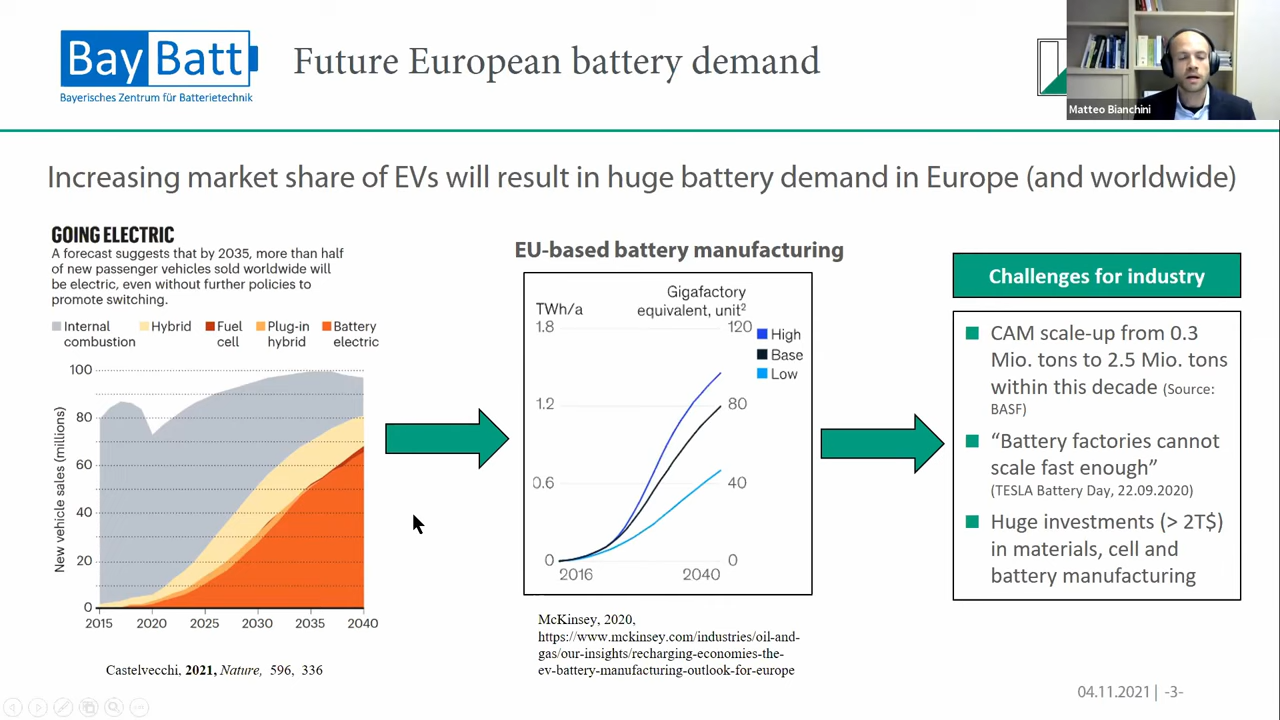 BayBatt
Bayerisches Zentrum für Batterietechnik
Future European battery demand
Matteo Bianchini
Increasing market share of EVs will result in huge battery demand in Europe (and worldwide)
GOING ELECTRIC
A forecast suggests that by 2035, more than half
of new passenger vehicles sold worldwide will
be electric, even without further policies to
promote switching.
Internal combustion
Hybrid
Fuel cell
Plug-in hybrid
Battery electric
New vehicle sales (millions)
100
80
60
40
20
0
2015 2020 2025 2030 2035 2040
Castelvecchi, 2021, Nature, 596, 336
EU-based battery manufacturing
TWh/a
Gigafactory
equivalent, unit²
1.8
1.2
0.6
0
120
80
40
0
High
Base
Low
2016 2040
McKinsey, 2020,
https://www.mckinsey.com/industries/oil-and-
gas/our-insights/recharging-economies-the-
ev-battery-manufacturing-outlook-for-europe
Challenges for industry
CAM scale-up from 0.3
Mio. tons to 2.5 Mio. tons
within this decade (Source:
BASF)
“Battery factories cannot
scale fast enough”
(TESLA Battery Day, 22.09.2020)
Huge investments (> 2T$)
in materials, cell and
battery manufacturing
04.11.2021 | -3-